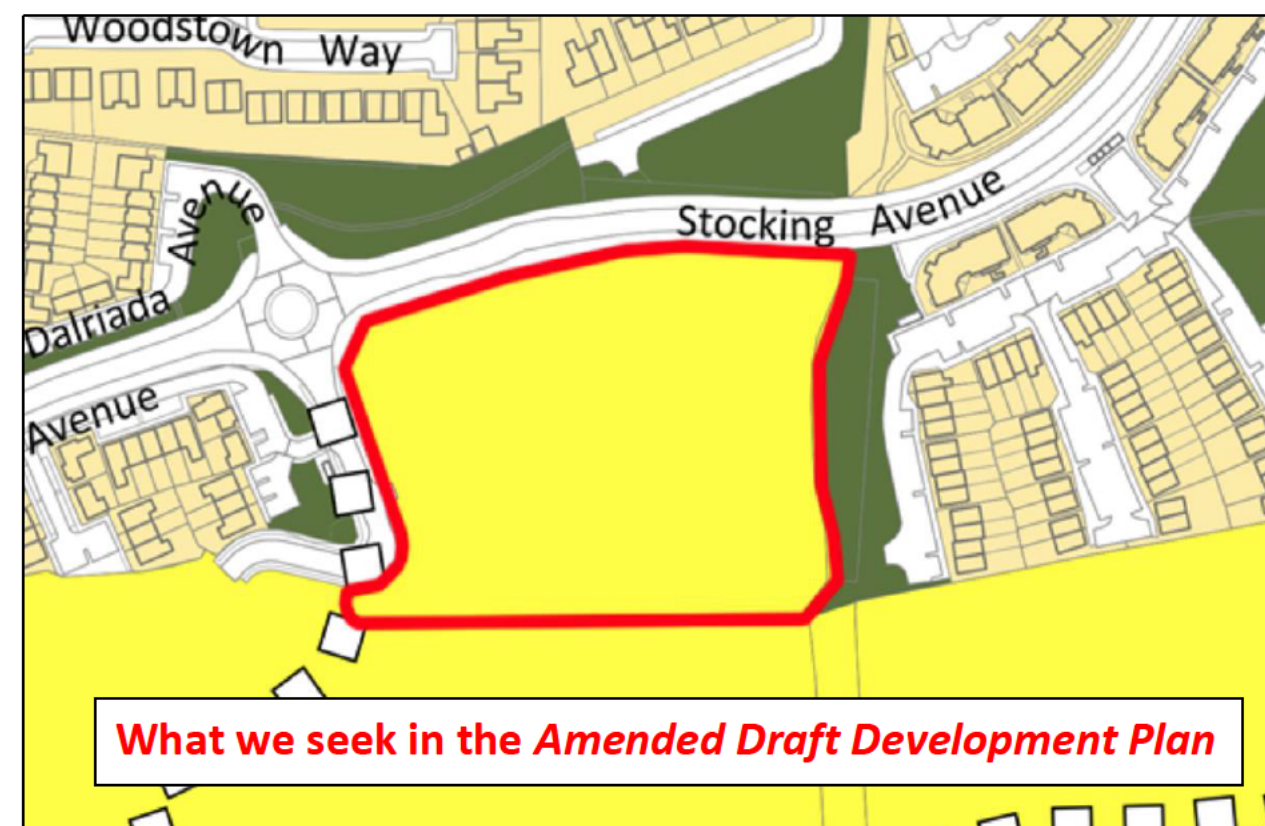 Woodstown Way
Avenue
Stocking Avenue
Dalriada
Avenue
What we seek in the Amended Draft Development Plan